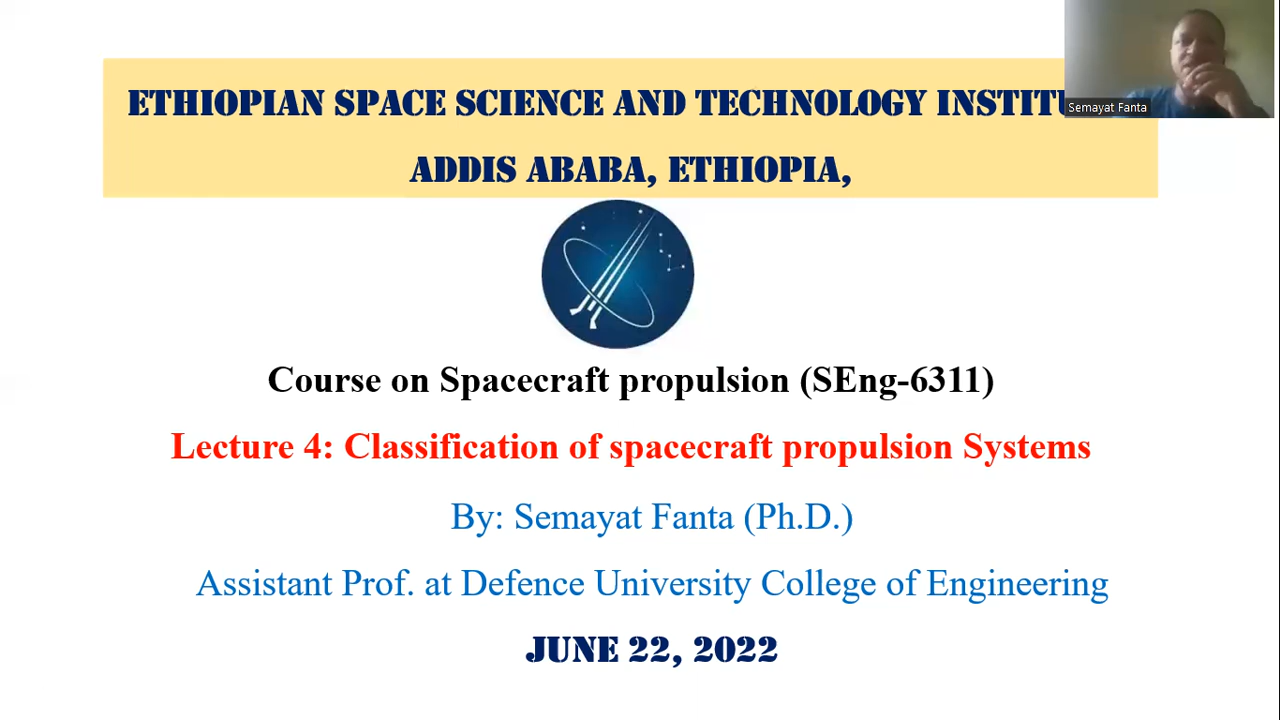 ETHIOPIAN SPACE SCIENCE AND TECHNOLOGY
Semayat Fanta
ADDIS ABABA, ETHIOPIA,
Course on Spacecraft propulsion (SEng-6311)
Lecture 4: Classification of spacecraft propulsion Systems
By: Semayat Fanta (Ph.D.)
Assistant Prof. at Defence University College of Engineering
JUNE 22, 2022